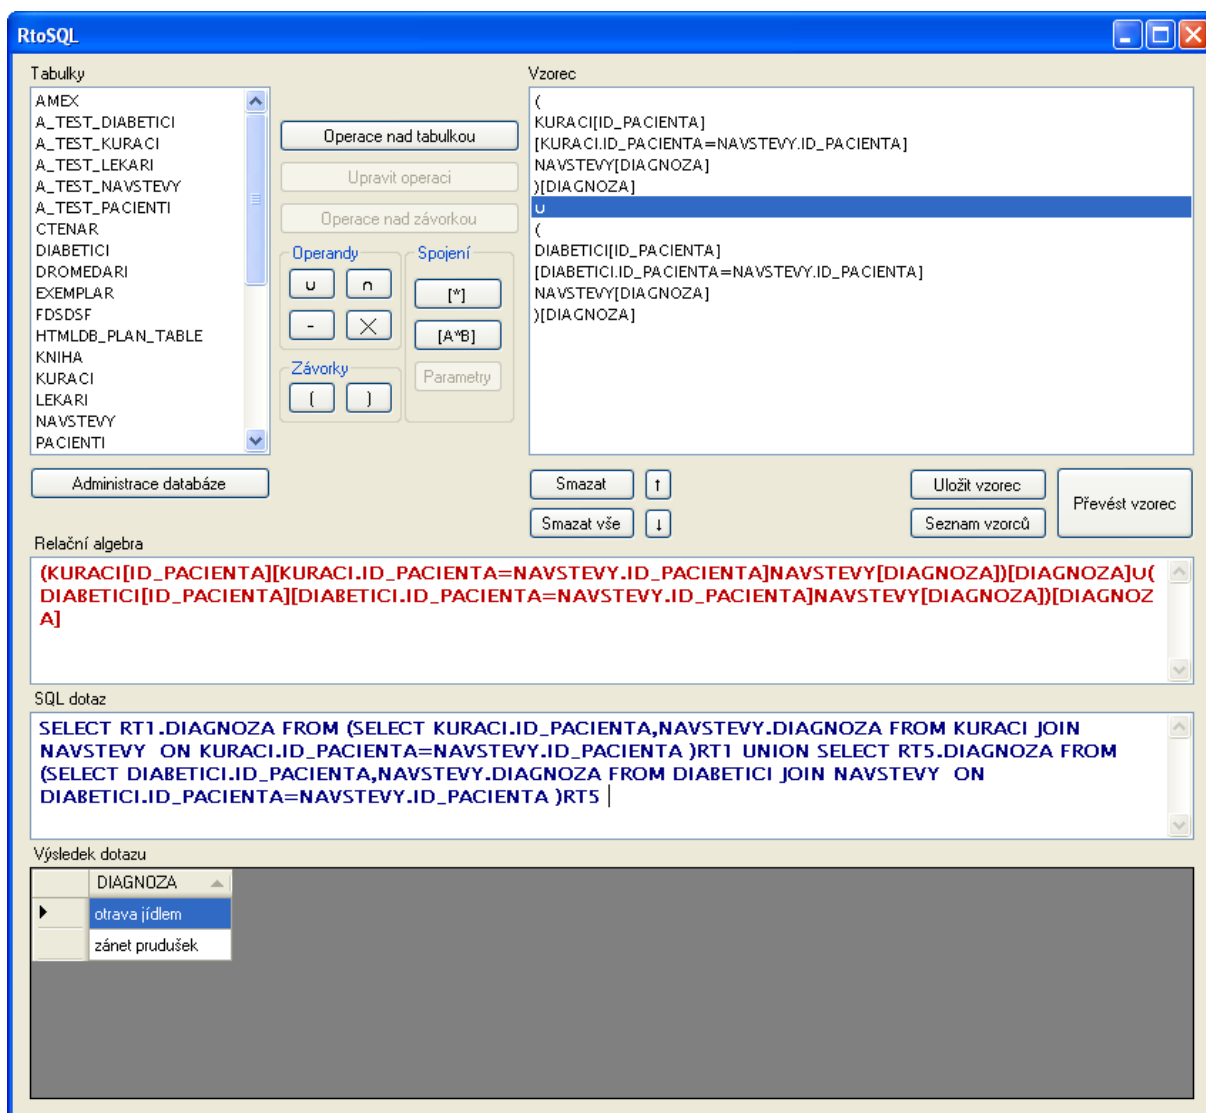 RtoSQL
Tabulky
AMEX
A_TEST_DIABETICI
A_TEST_KURACI
A_TEST_LEKARI
A_TEST_NAVSTEVY
A_TEST_PACIENTI
CTENAR
DIABETICI
DROMEDARI
EXEMPLAR
FDSDSF
HTMLDB_PLAN_TABLE
KNIHA
KURACI
LEKARI
NAVSTEVY
PACIENTI
Administrace databáze
Operace nad tabulkou
Upravit operaci
Operace nad závorkou
Operandy
∪ ∩
- ×
Závorky
( )
Spojení
[*]
[A*B]
Parametry
Vzorec
(
KURACI[ID_PACIENTA]
[KURACI.ID_PACIENTA=NAVSTEVY.ID_PACIENTA]
NAVSTEVY[DIAGNOZA]
)[DIAGNOZA]
∪
(
DIABETICI[ID_PACIENTA]
[DIABETICI.ID_PACIENTA=NAVSTEVY.ID_PACIENTA]
NAVSTEVY[DIAGNOZA]
)[DIAGNOZA]
Smazat ↑
Smazat vše ↓
Uložit vzorec
Seznam vzorců
Převést vzorec
Relační algebra
(KURACI[ID_PACIENTA][KURACI.ID_PACIENTA=NAVSTEVY.ID_PACIENTA]NAVSTEVY[DIAGNOZA])[DIAGNOZA]∪(
DIABETICI[ID_PACIENTA][DIABETICI.ID_PACIENTA=NAVSTEVY.ID_PACIENTA]NAVSTEVY[DIAGNOZA])[DIAGNOZ
A]
SQL dotaz
SELECT RT1.DIAGNOZA FROM (SELECT KURACI.ID_PACIENTA,NAVSTEVY.DIAGNOZA FROM KURACI JOIN
NAVSTEVY  ON KURACI.ID_PACIENTA=NAVSTEVY.ID_PACIENTA )RT1 UNION SELECT RT5.DIAGNOZA FROM
(SELECT DIABETICI.ID_PACIENTA,NAVSTEVY.DIAGNOZA FROM DIABETICI JOIN NAVSTEVY  ON
DIABETICI.ID_PACIENTA=NAVSTEVY.ID_PACIENTA )RT5
Výsledek dotazu
DIAGNOZA
otrava jídlem
zánet prudušek